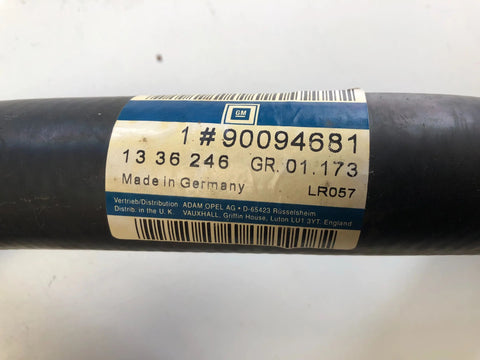 GM
1 #90094681
13 36 246 GR. 01.173
Made in Germany LR057
Vertrieb/Distribution ADAM OPEL AG • D-65423 Rüsselsheim
Distrib. in the U. K. VAUXHALL. Griffin House, Luton LU1 3YT. England